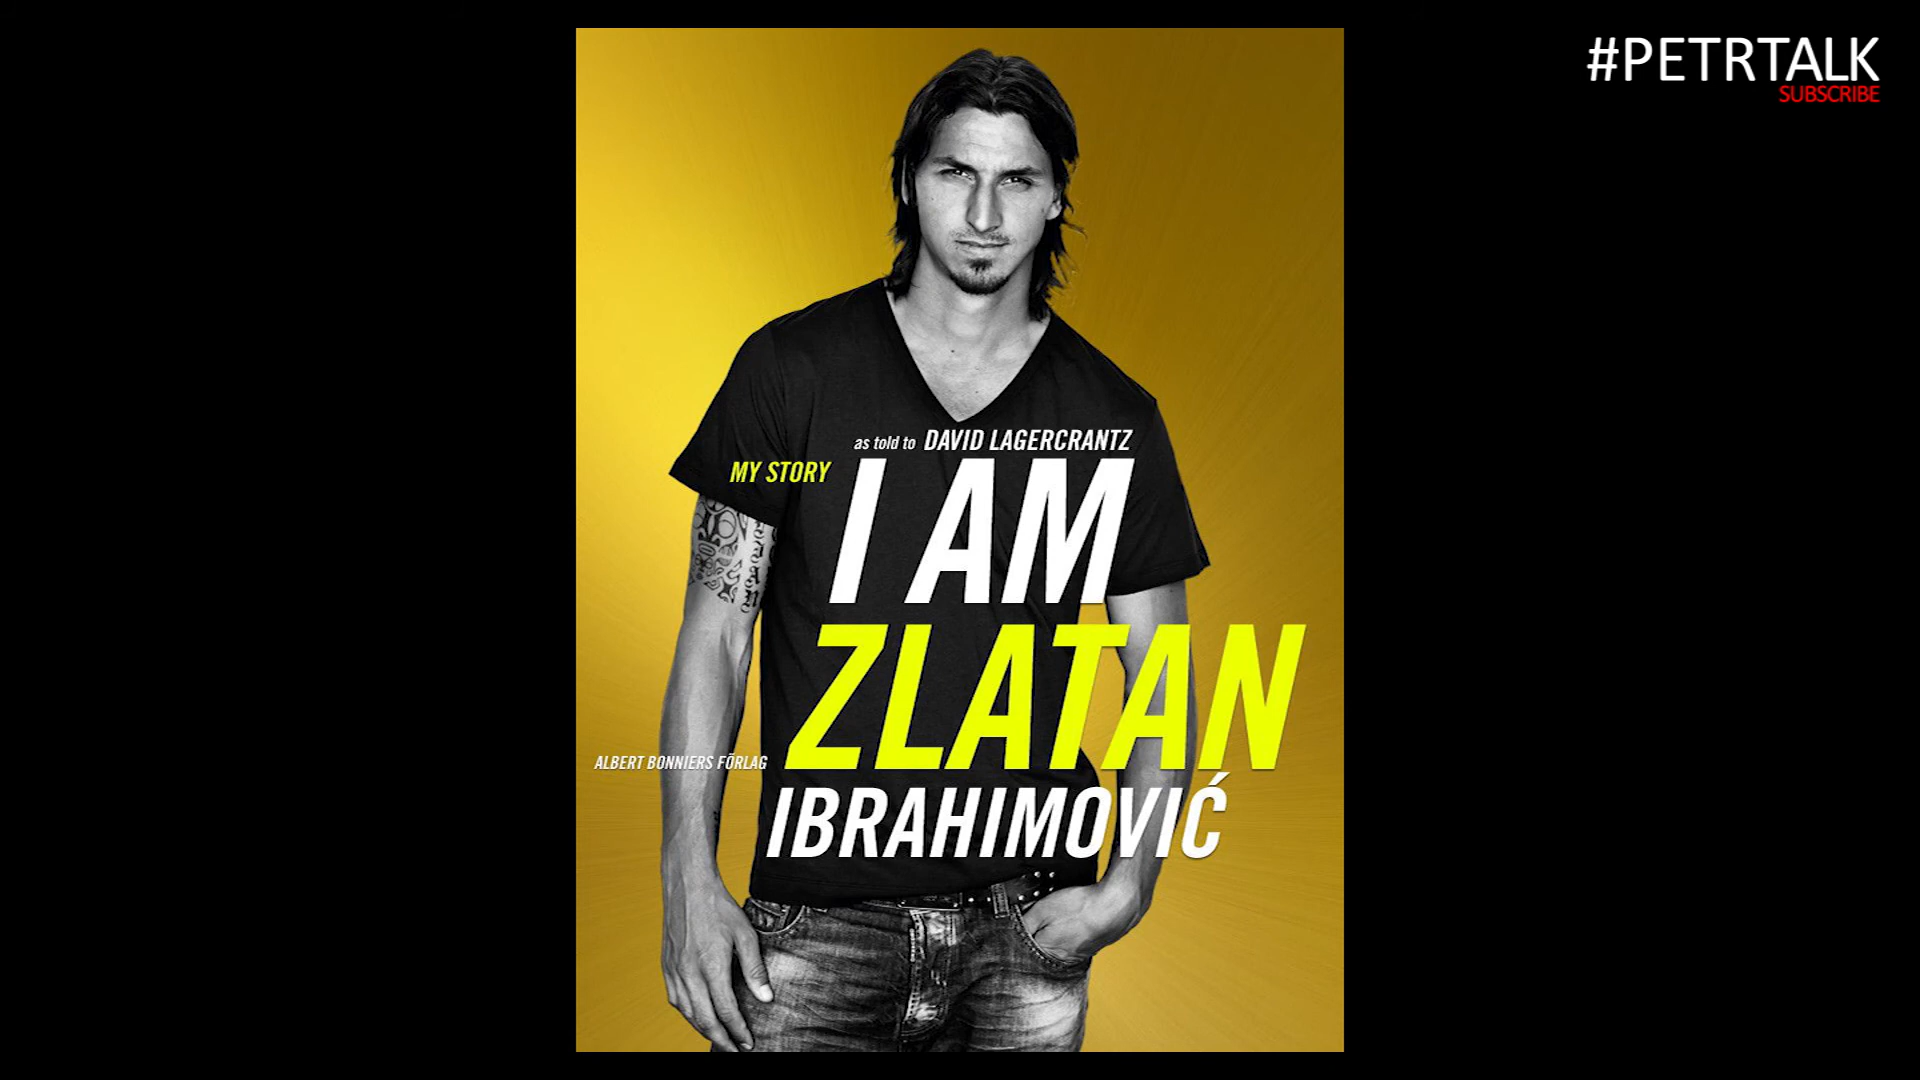 #PETRTALK
SUBSCRIBE
as told to DAVID LAGERCRANTZ
MY STORY
I AM
ZLATAN
ALBERT BONNIERS FÖRLAG
IBRAHIMOVIĆ